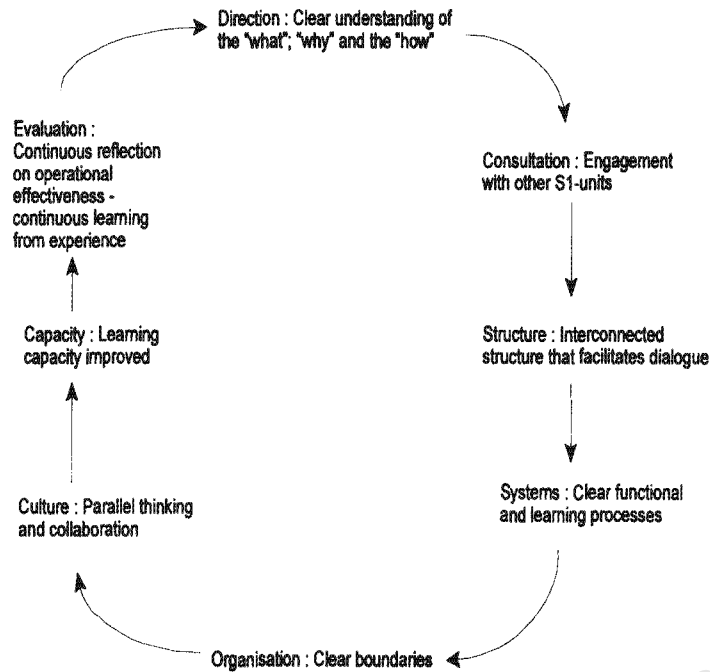 Direction : Clear understanding of
the "what"; "why" and the "how"
Consultation : Engagement
with other S1-units
Structure : Interconnected
structure that facilitates dialogue
Systems : Clear functional
and learning processes
Organisation : Clear boundaries
Culture : Parallel thinking
and collaboration
Capacity : Learning
capacity improved
Evaluation :
Continuous reflection
on operational
effectiveness -
continuous learning
from experience